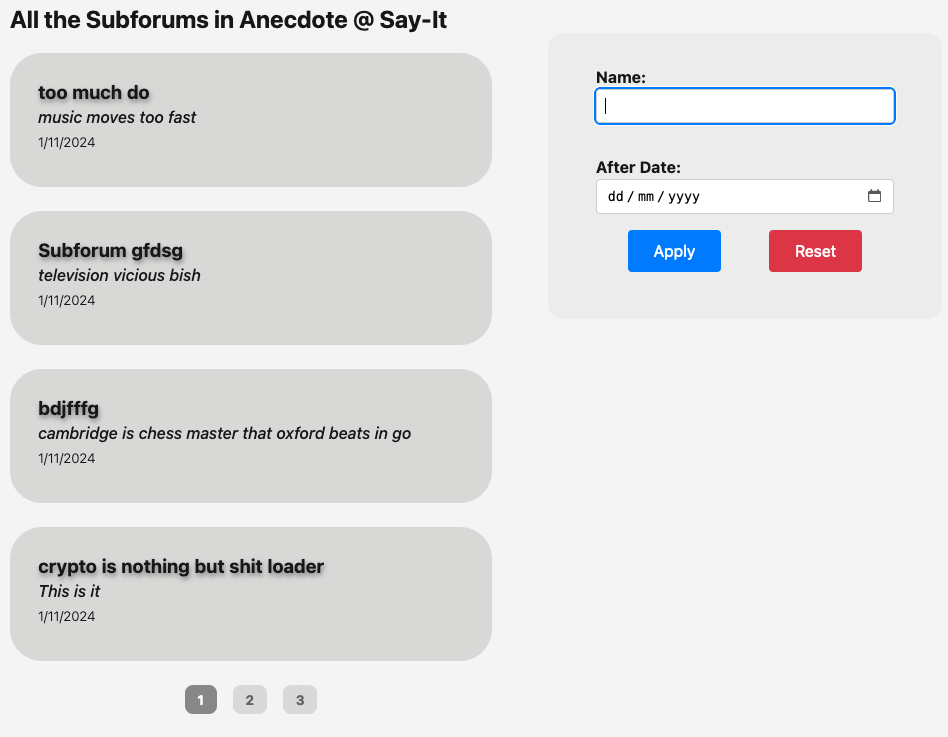 All the Subforums in Anecdote @ Say-It
too much do
music moves too fast
1/11/2024
Subforum gfdsg
television vicious bish
1/11/2024
bdjfffg
cambridge is chess master that oxford beats in go
1/11/2024
crypto is nothing but shit loader
This is it
1/11/2024
1 2 3
Name:
After Date:
dd / mm / yyyy
Apply Reset